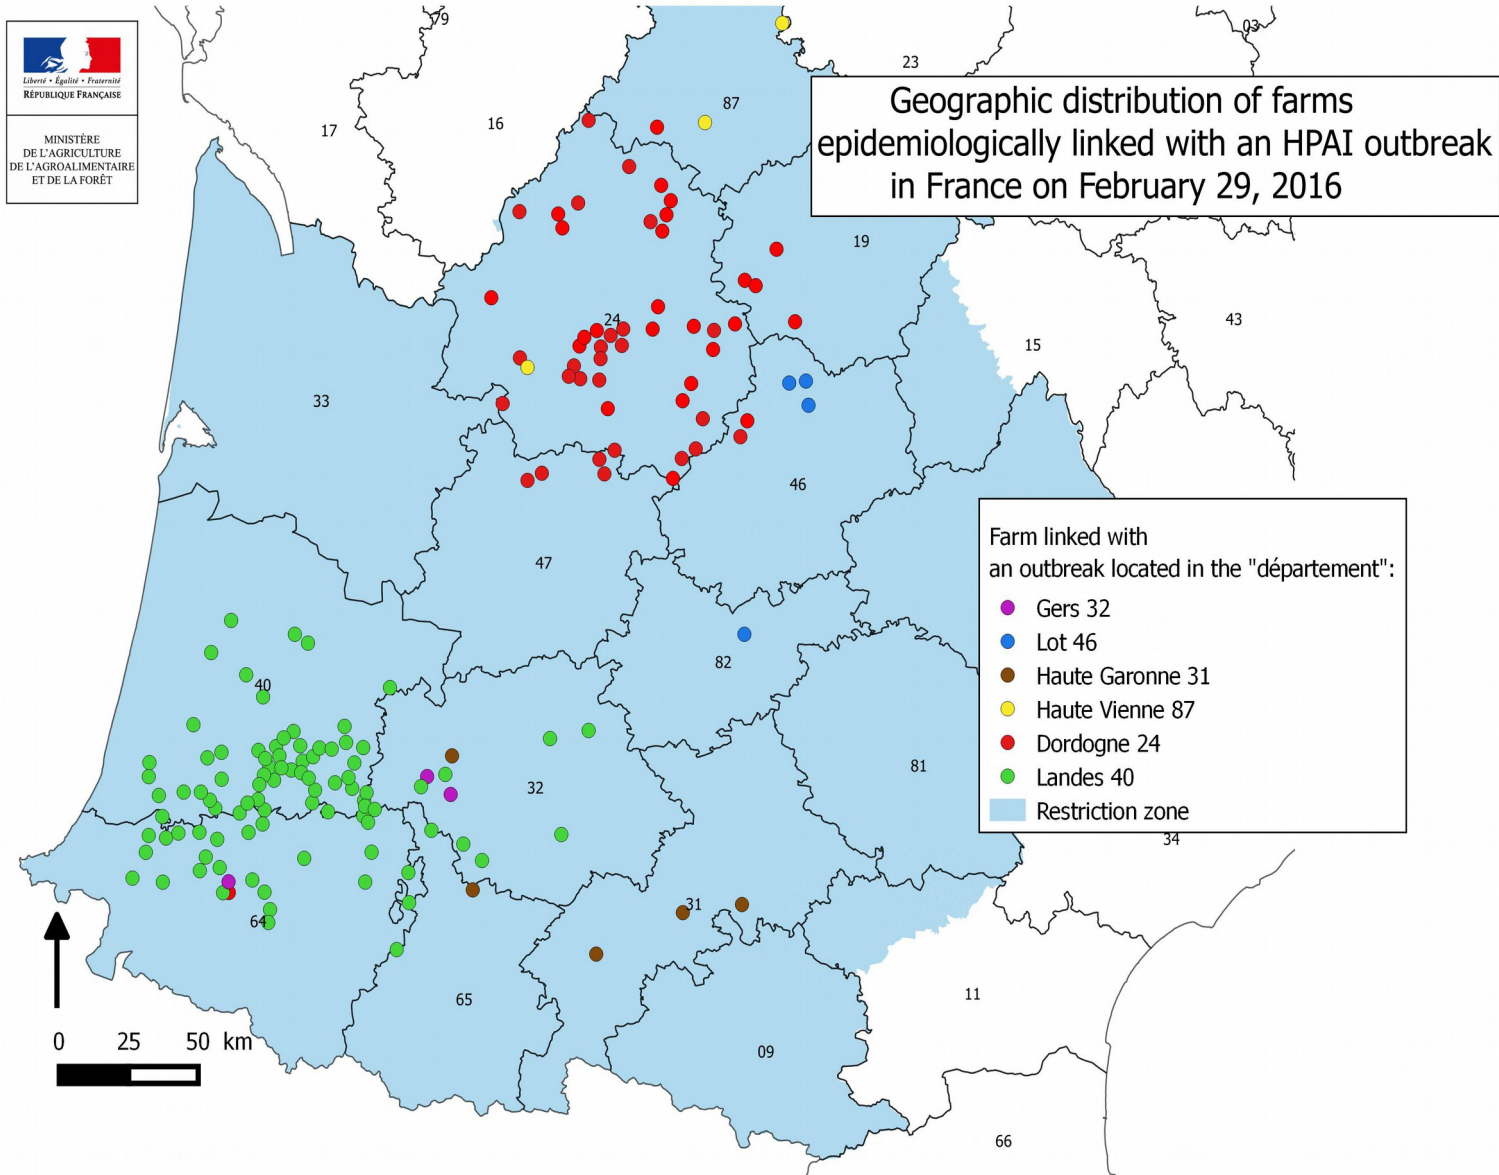 Liberté • Égalité • Fraternité
RÉPUBLIQUE FRANÇAISE
MINISTÈRE
DE L'AGRICULTURE
DE L'AGROALIMENTAIRE
ET DE LA FORÊT
Geographic distribution of farms
epidemiologically linked with an HPAI outbreak
in France on February 29, 2016
79
03
23
87
17
16
19
24
43
15
33
46
47
82
40
81
32
34
31
64
65
11
09
66
Farm linked with
an outbreak located in the "département":
Gers 32
Lot 46
Haute Garonne 31
Haute Vienne 87
Dordogne 24
Landes 40
Restriction zone
0 25 50 km